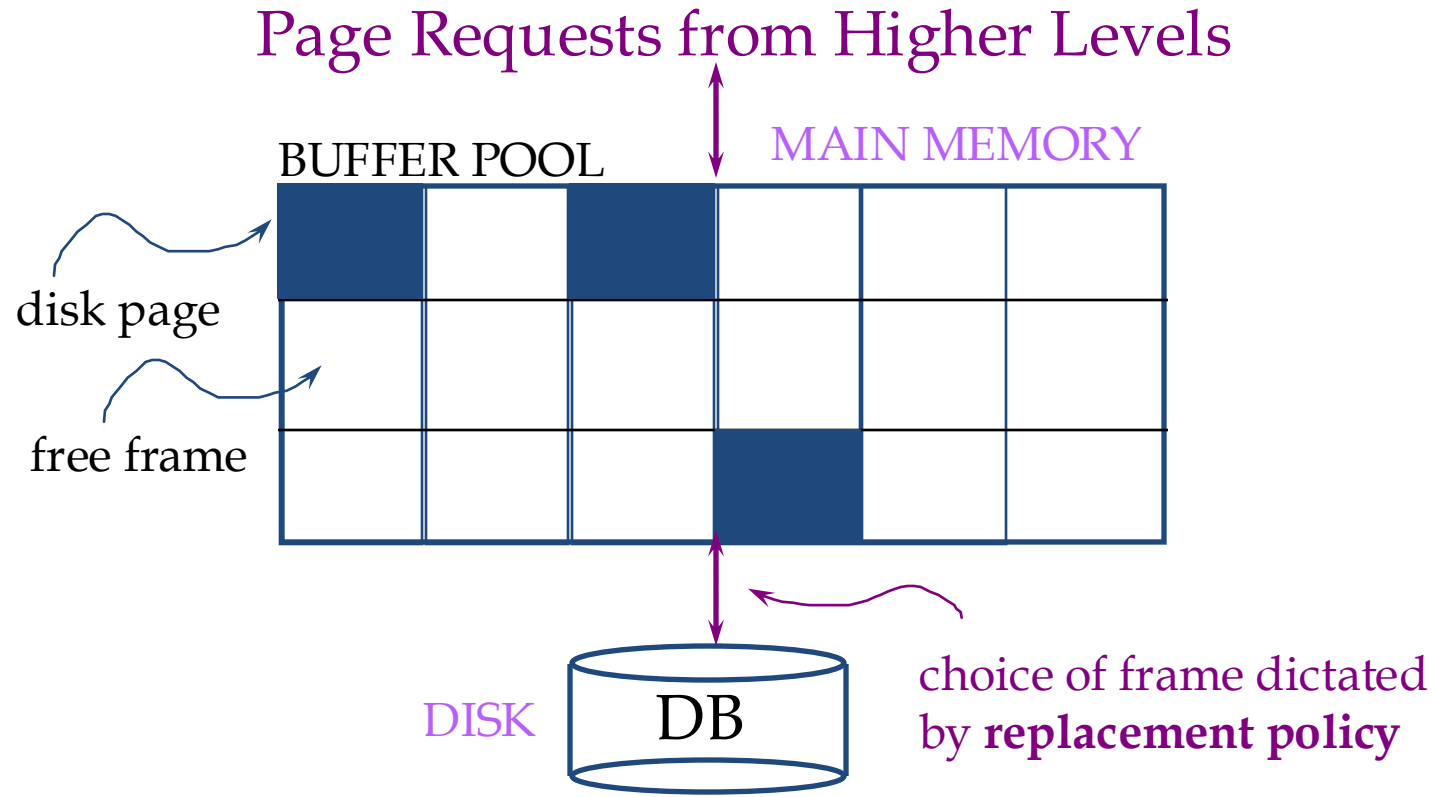 Page Requests from Higher Levels
BUFFER POOL
MAIN MEMORY
disk page
free frame
DISK
DB
choice of frame dictated
by replacement policy